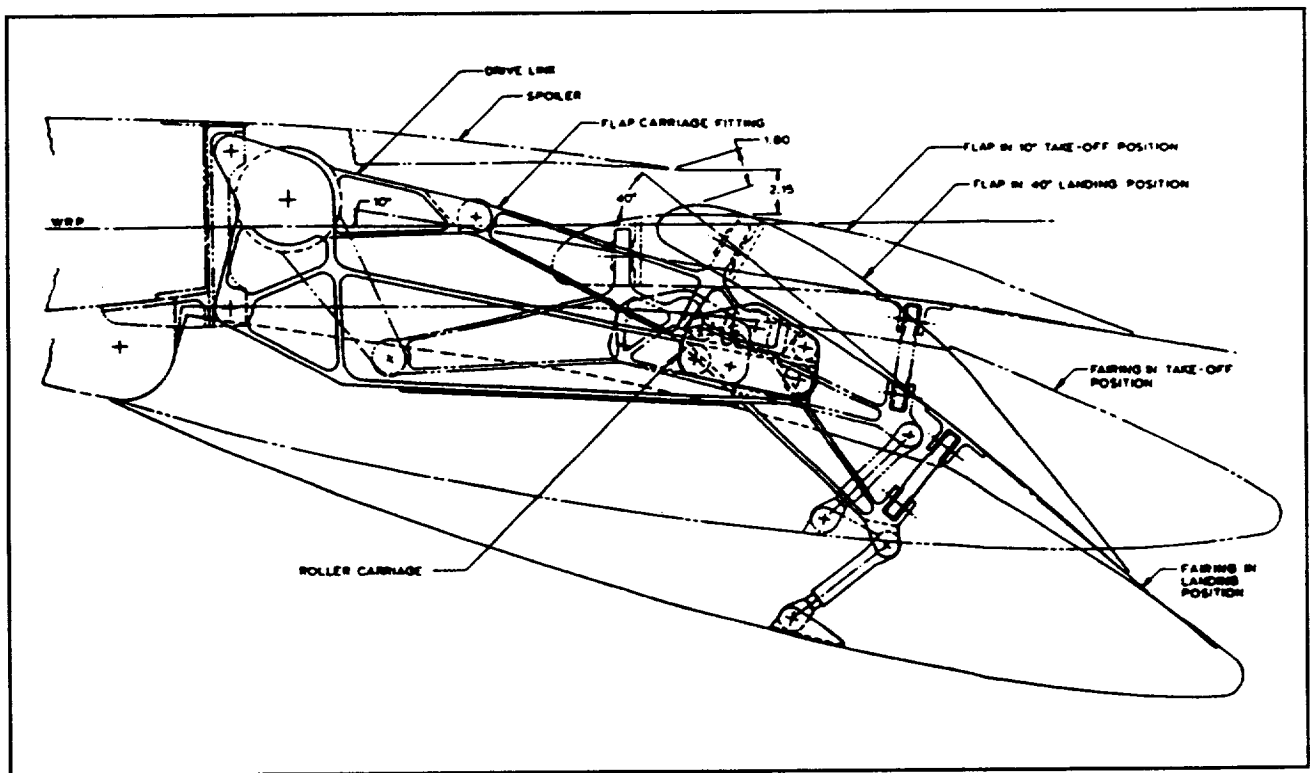 DRIVE LINK
SPOILER
FLAP CARRIAGE FITTING
1.80
FLAP IN 10° TAKE-OFF POSITION
FLAP IN 40° LANDING POSITION
2.15
40°
10°
WRP
FAIRING IN TAKE-OFF
POSITION
ROLLER CARRIAGE
FAIRING IN
LANDING
POSITION